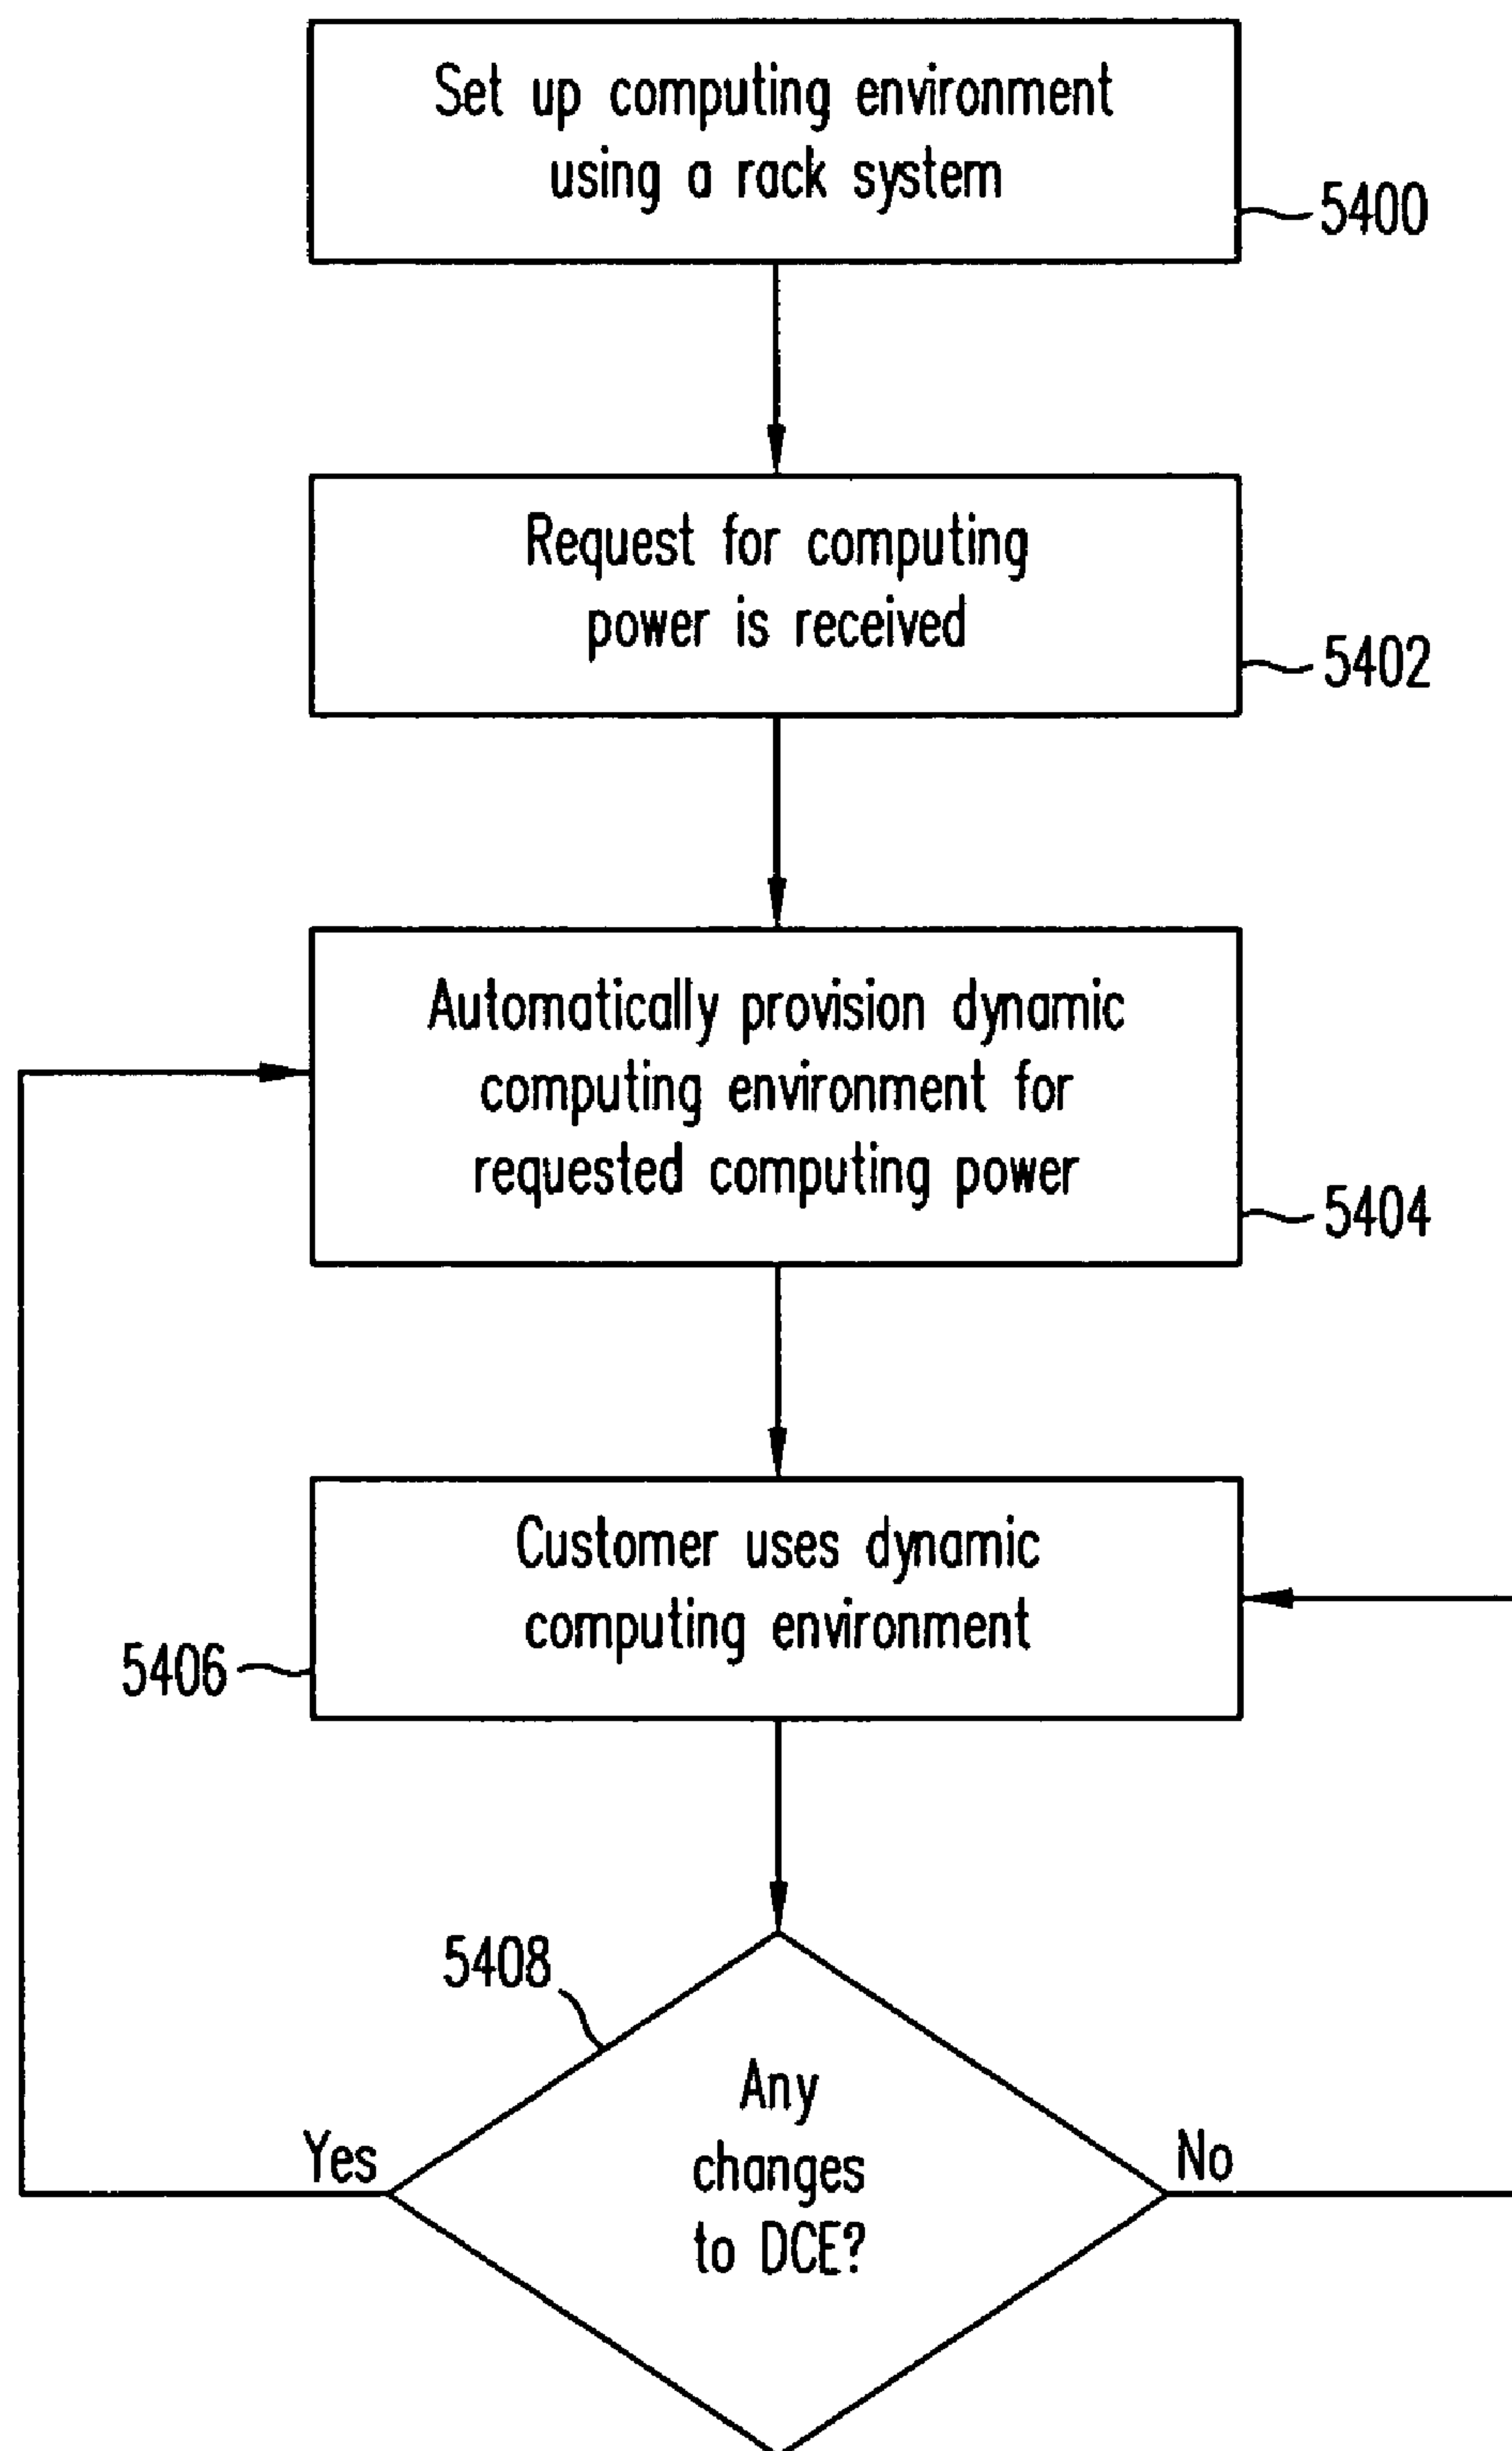 Set up computing environment
using a rack system
5400
Request for computing
power is received
5402
Automatically provision dynamic
computing environment for
requested computing power
5404
Customer uses dynamic
computing environment
5406
5408
Any
changes
to DCE?
Yes
No